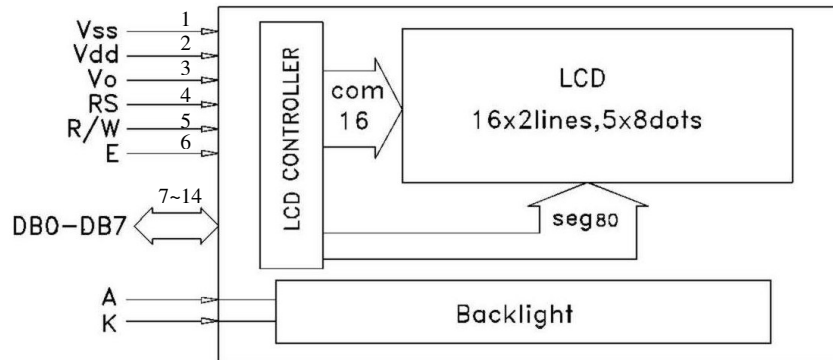 Vss 1
Vdd 2
Vo 3
RS 4
R/W 5
E 6
DB0-DB7 7~14
A
K
LCD CONTROLLER
com
16
LCD
16x2lines,5x8dots
seg80
Backlight